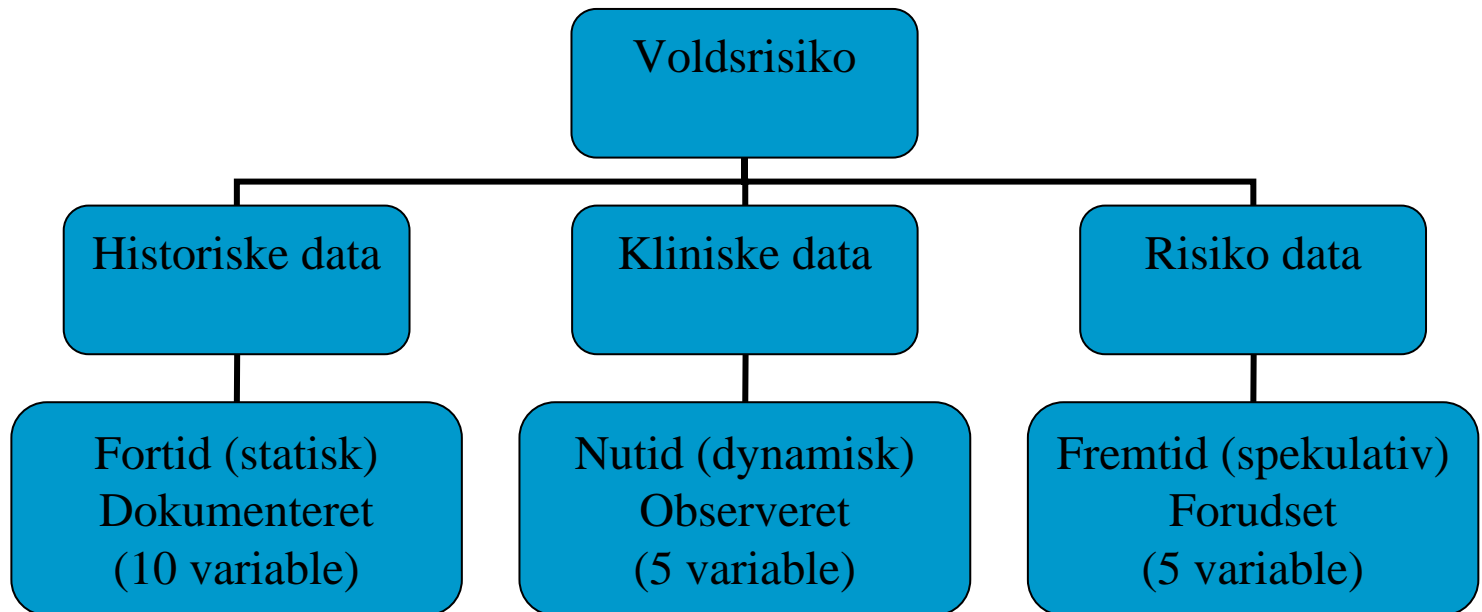 Voldsrisiko
Historiske data
Kliniske data
Risiko data
Fortid (statisk)
Dokumenteret
(10 variable)
Nutid (dynamisk)
Observeret
(5 variable)
Fremtid (spekulativ)
Forudset
(5 variable)